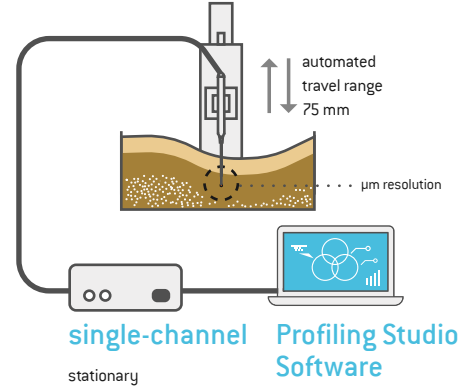 automated
travel range
75 mm
µm resolution
single-channel
stationary
Profiling Studio
Software